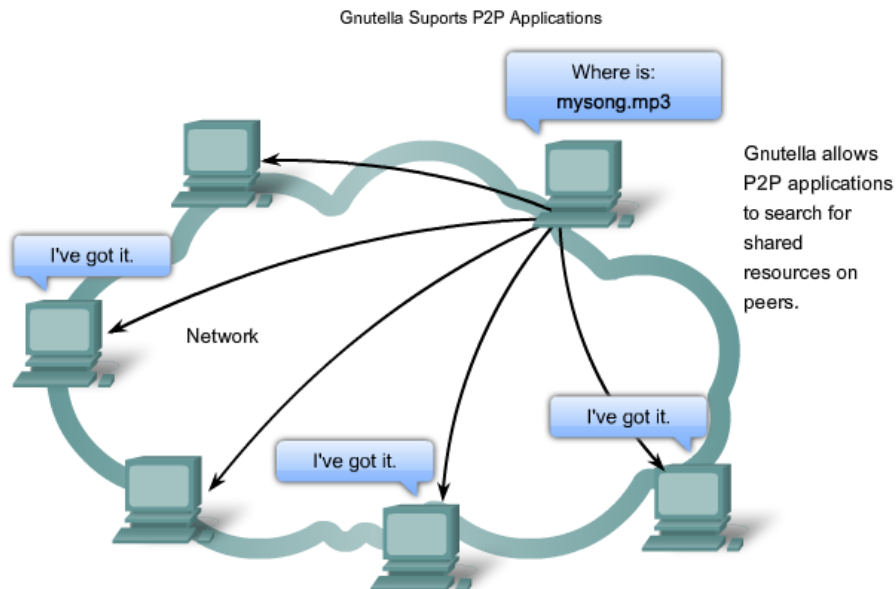 Gnutella Suports P2P Applications
Where is:
mysong.mp3
Gnutella allows
P2P applications
to search for
shared
resources on
peers.
I've got it.
Network
I've got it.
I've got it.